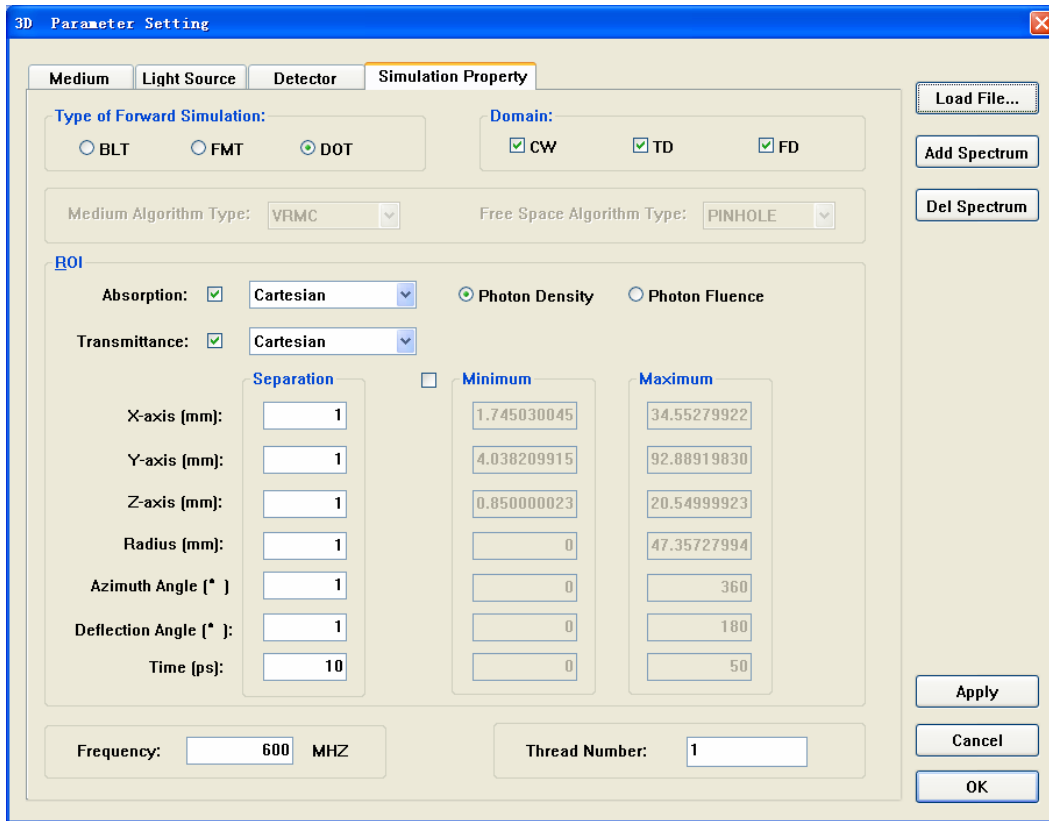 3D Parameter Setting
Medium Light Source Detector Simulation Property
Load File...
Type of Forward Simulation: Domain:
BLT FMT DOT CW TD FD
Add Spectrum
Medium Algorithm Type: VRMC Free Space Algorithm Type: PINHOLE
Del Spectrum
ROI
Absorption: Cartesian Photon Density Photon Fluence
Transmittance: Cartesian
Separation Minimum Maximum
X-axis (mm): 1 1.745030045 34.55279922
Y-axis (mm): 1 4.038209915 92.88919830
Z-axis (mm): 1 0.850000023 20.54999923
Radius (mm): 1 0 47.35727994
Azimuth Angle (° ) 1 0 360
Deflection Angle (° ): 1 0 180
Time (ps): 10 0 50
Apply
Frequency: 600 MHZ Thread Number: 1
Cancel
OK